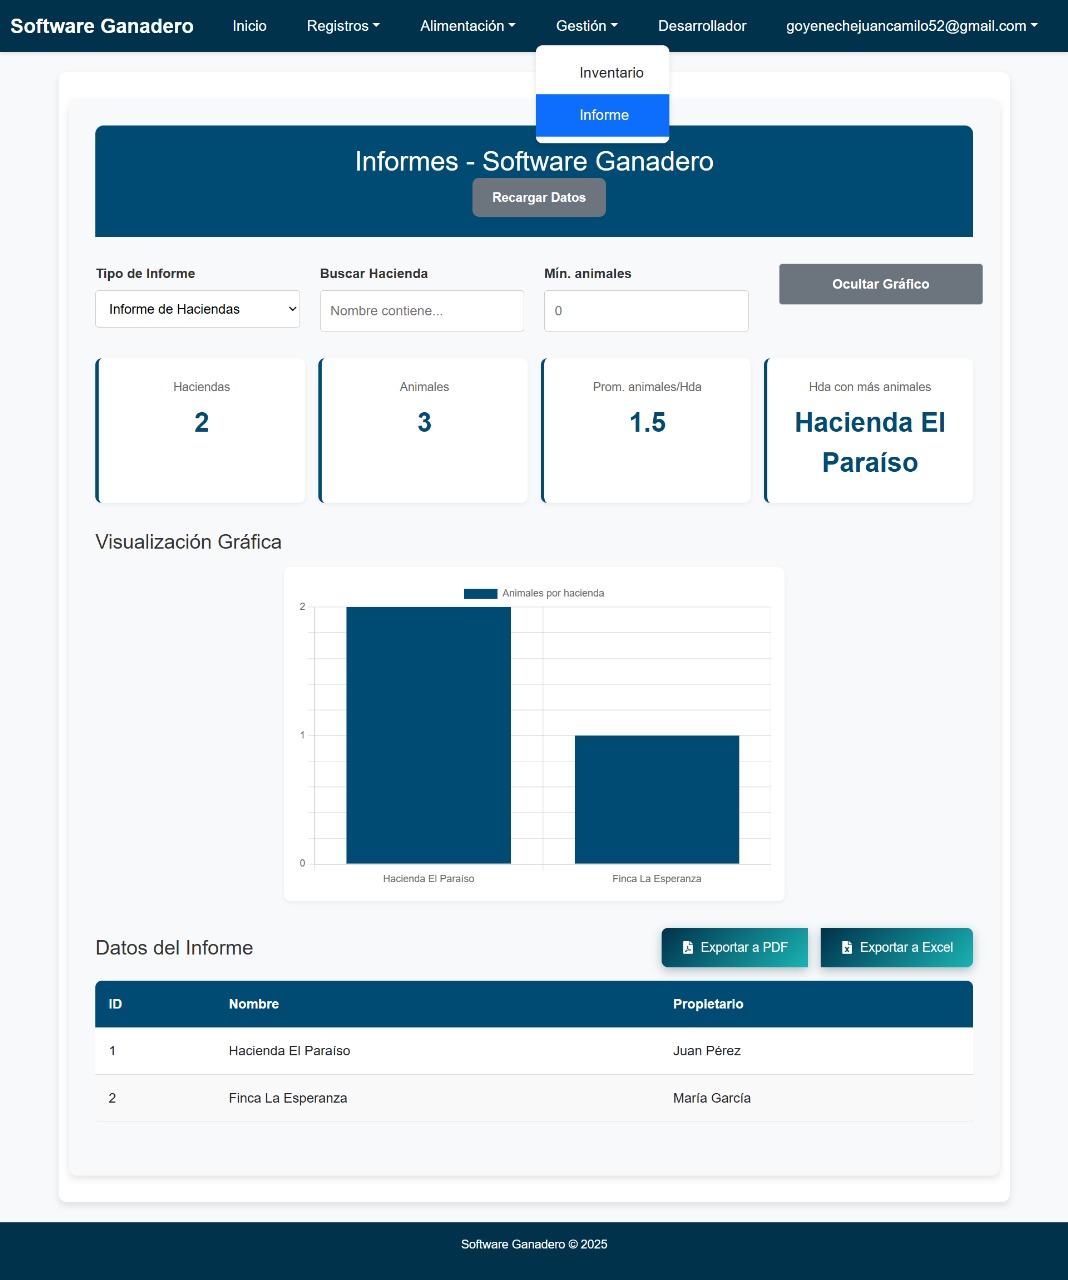 Software Ganadero
Inicio
Registros
Alimentación
Gestión
Desarrollador
goyenechejuancamilo52@gmail.com
Inventario
Informe
Informes - Software Ganadero
Recargar Datos
Tipo de Informe
Buscar Hacienda
Mín. animales
Ocultar Gráfico
Informe de Haciendas
Nombre contiene...
0
Haciendas
2
Animales
3
Prom. animales/Hda
1.5
Hda con más animales
Hacienda El
Paraíso
Visualización Gráfica
Animales por hacienda
2
1
0
Hacienda El Paraíso
Finca La Esperanza
Datos del Informe
Exportar a PDF
Exportar a Excel
ID Nombre Propietario
1 Hacienda El Paraíso Juan Pérez
2 Finca La Esperanza María García
Software Ganadero © 2025